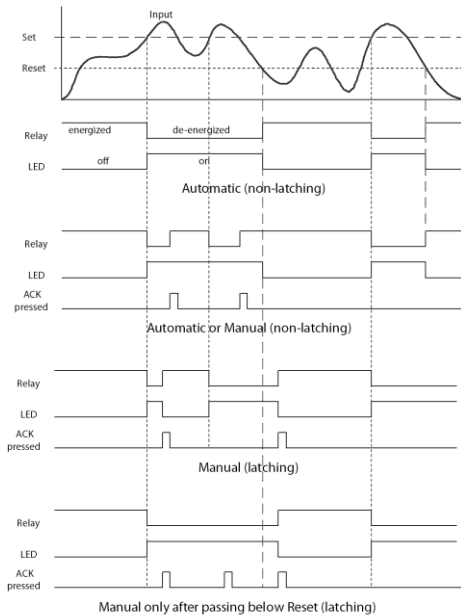 Input
Set
Reset
Relay energized de-energized
LED off on
Automatic (non-latching)
Relay
LED
ACK
pressed
Automatic or Manual (non-latching)
Relay
LED
ACK
pressed
Manual (latching)
Relay
LED
ACK
pressed
Manual only after passing below Reset (latching)